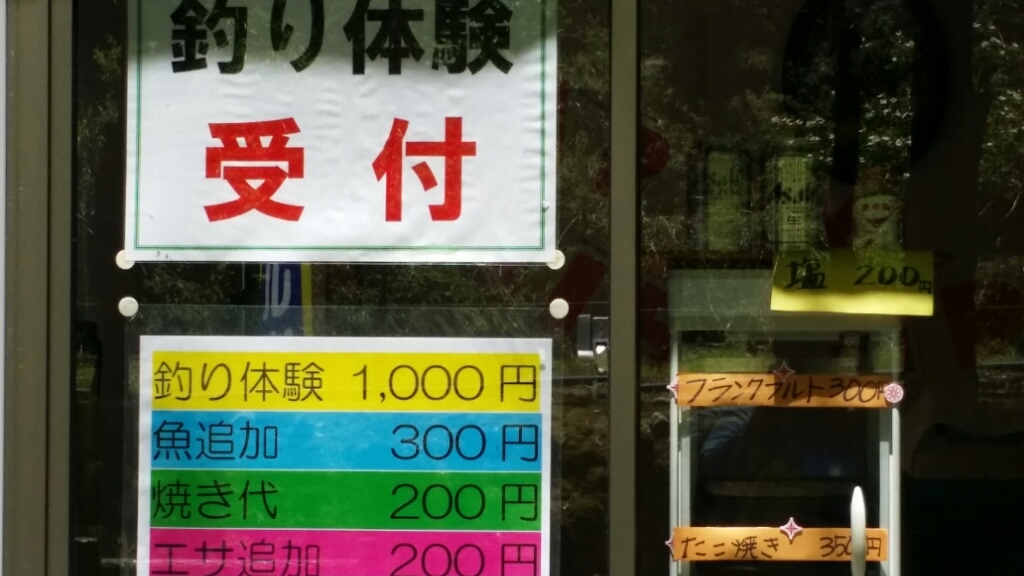 釣り体験
受付
釣り体験 1,000円
魚追加 300円
焼き代 200円
エサ追加 200円
塩 200円
フランクフルト300円
たこ焼き 350円